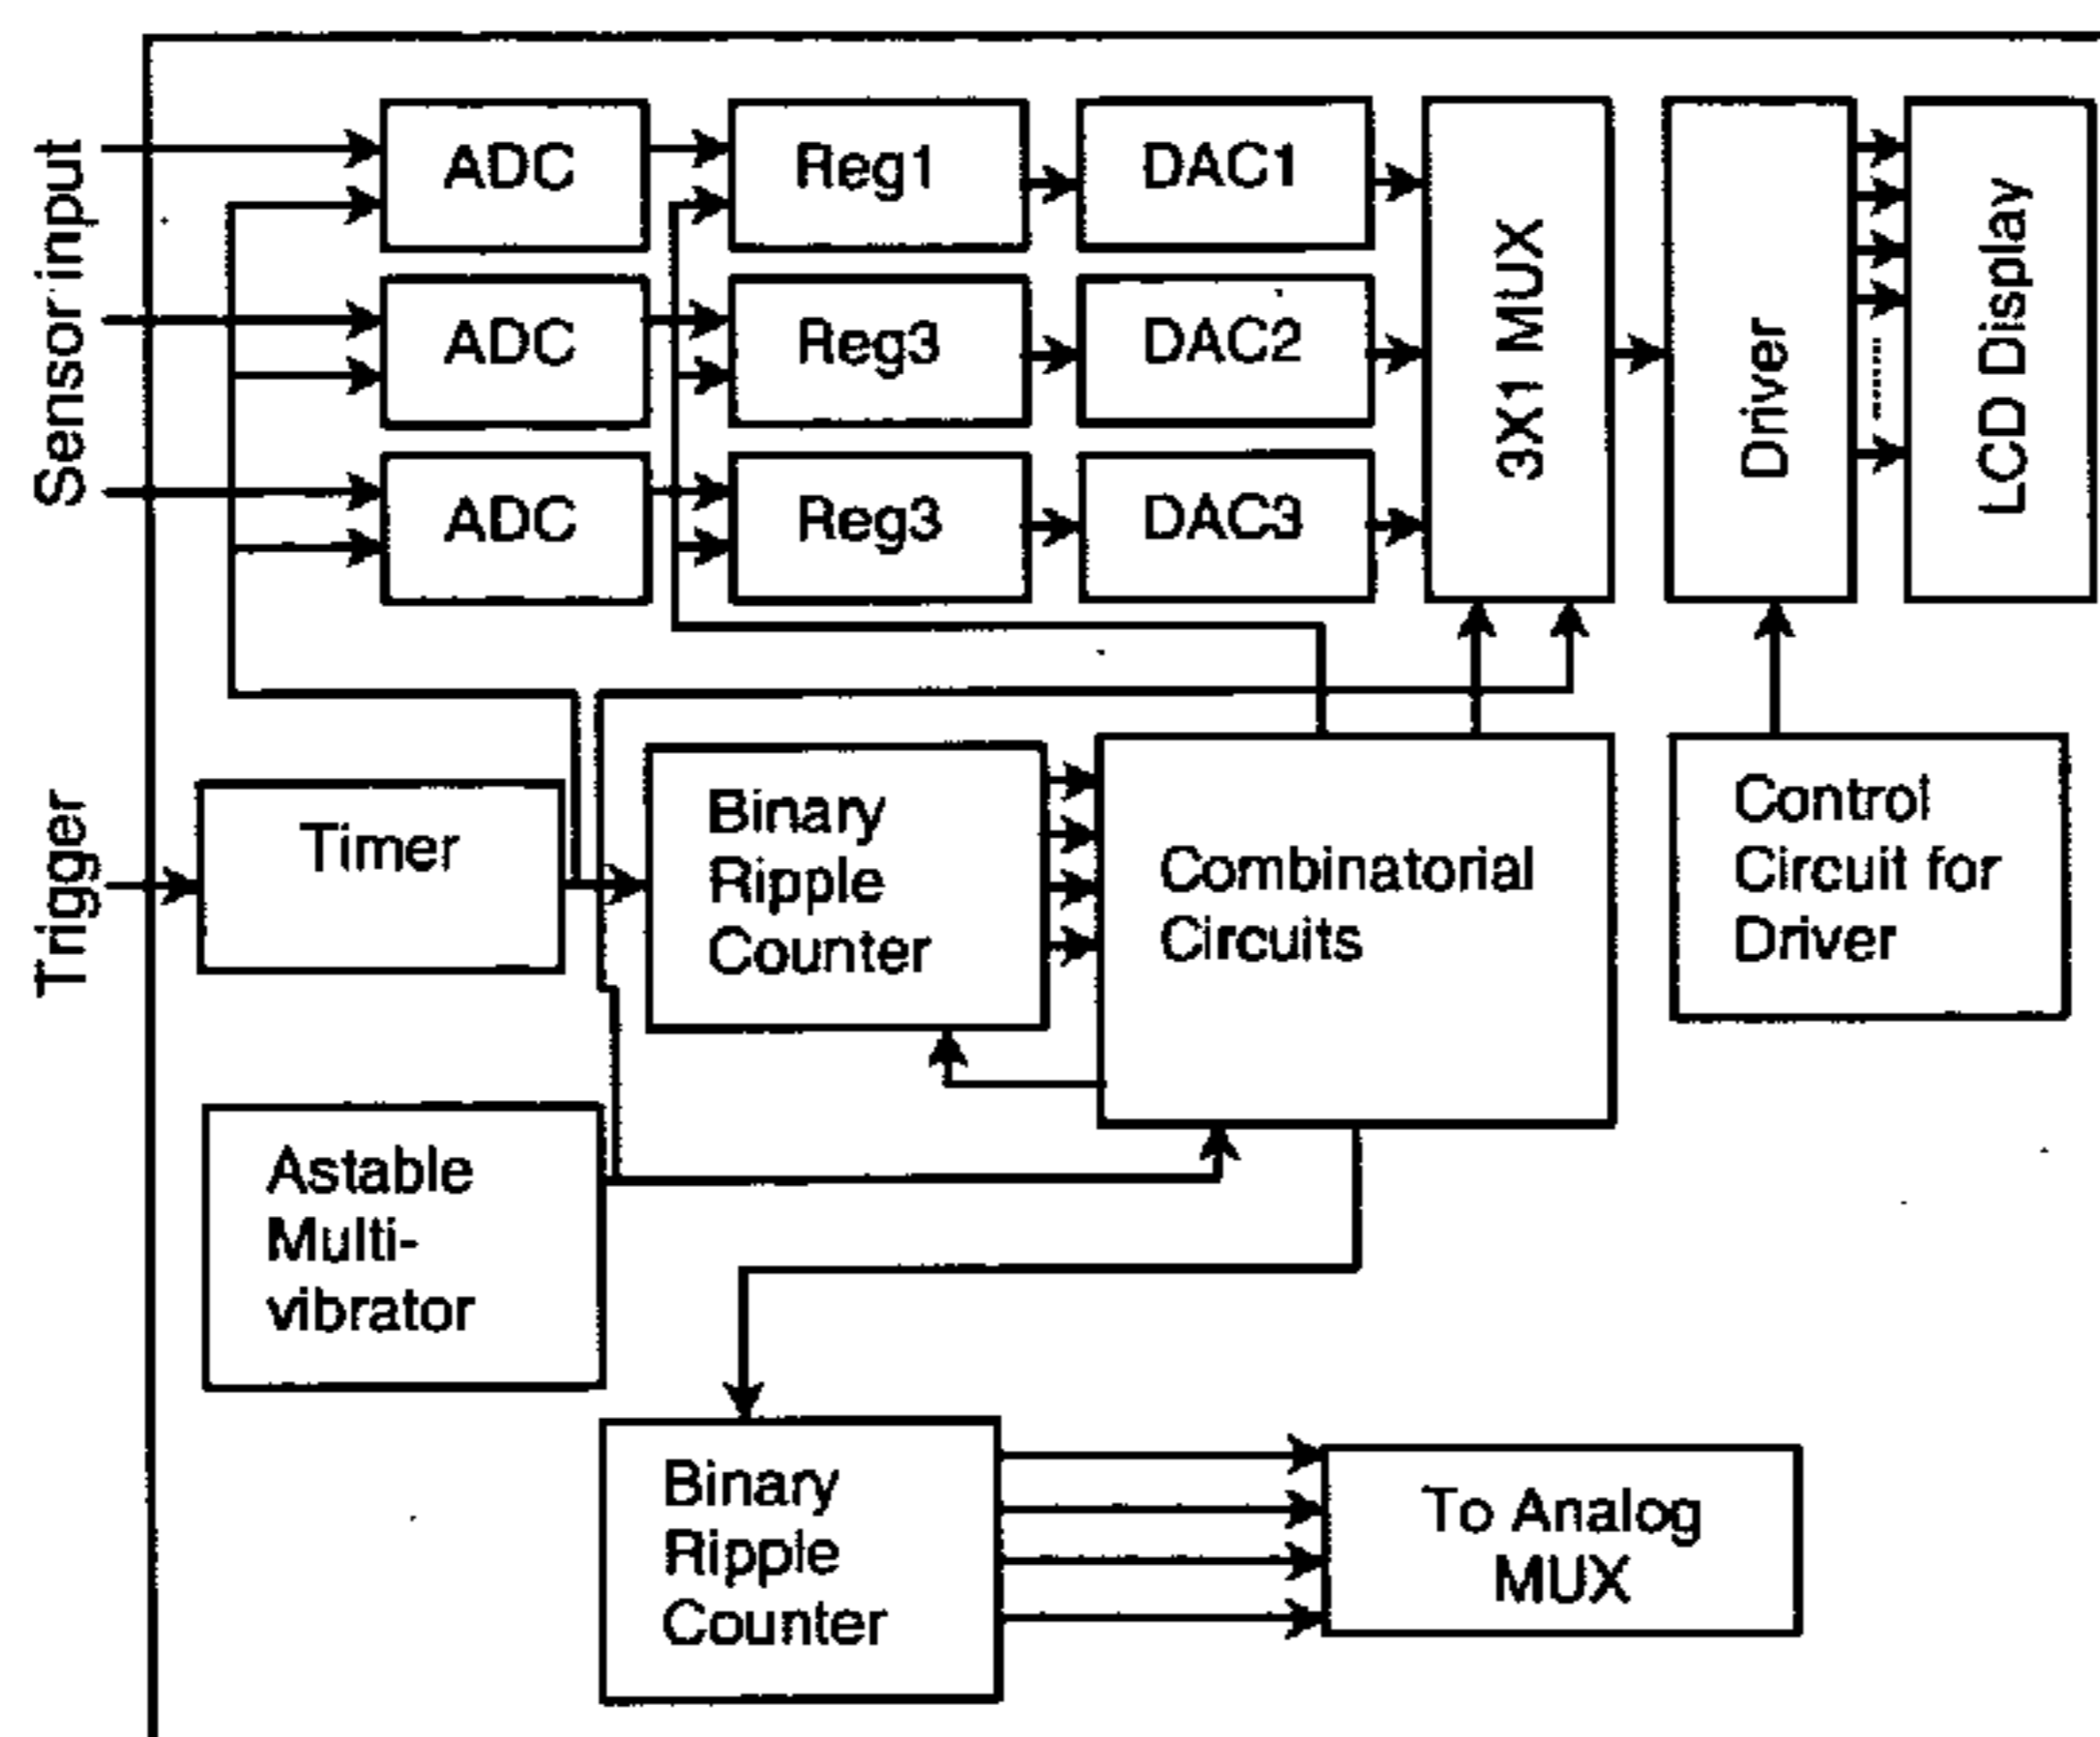 Sensor input
ADC
Reg1
DAC1
ADC
Reg3
DAC2
ADC
Reg3
DAC3
3X1 MUX
Driver
LCD Display
Trigger
Timer
Binary
Ripple
Counter
Combinatorial
Circuits
Control
Circuit for
Driver
Astable
Multi-
vibrator
Binary
Ripple
Counter
To Analog
MUX